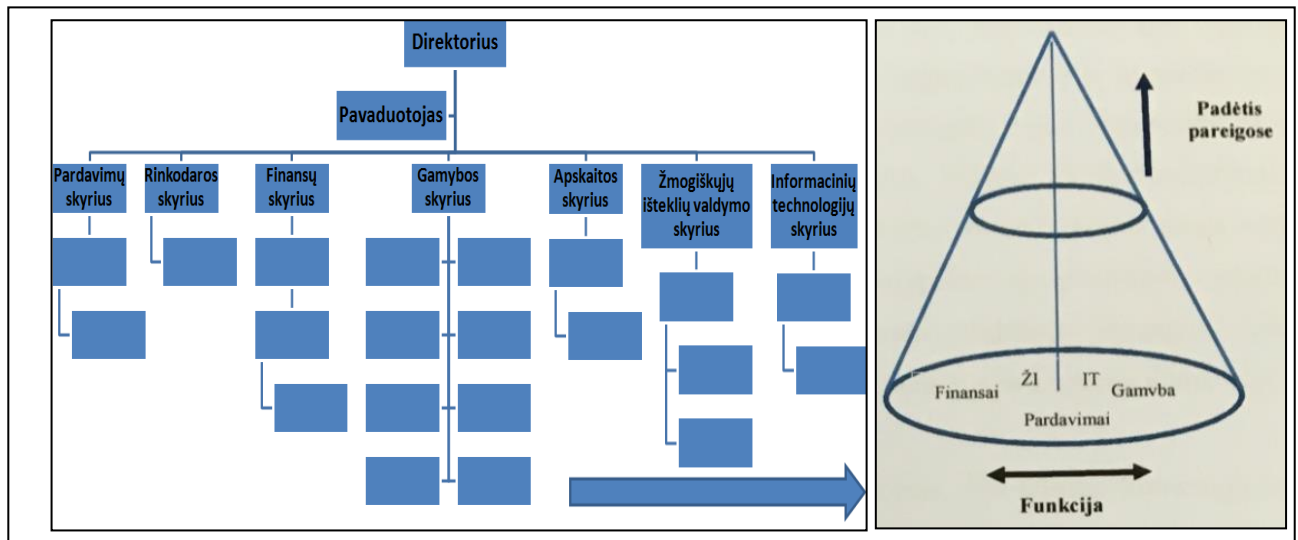 Direktorius
Pavaduotojas
Pardavimų
skyrius
Rinkodaros
skyrius
Finansų
skyrius
Gamybos
skyrius
Apskaitos
skyrius
Žmogiškųjų
išteklių valdymo
skyrius
Informacinių
technologijų
skyrius
Padėtis
pareigose
Finansai
ŽI
IT
Gamvba
Pardavimai
Funkcija